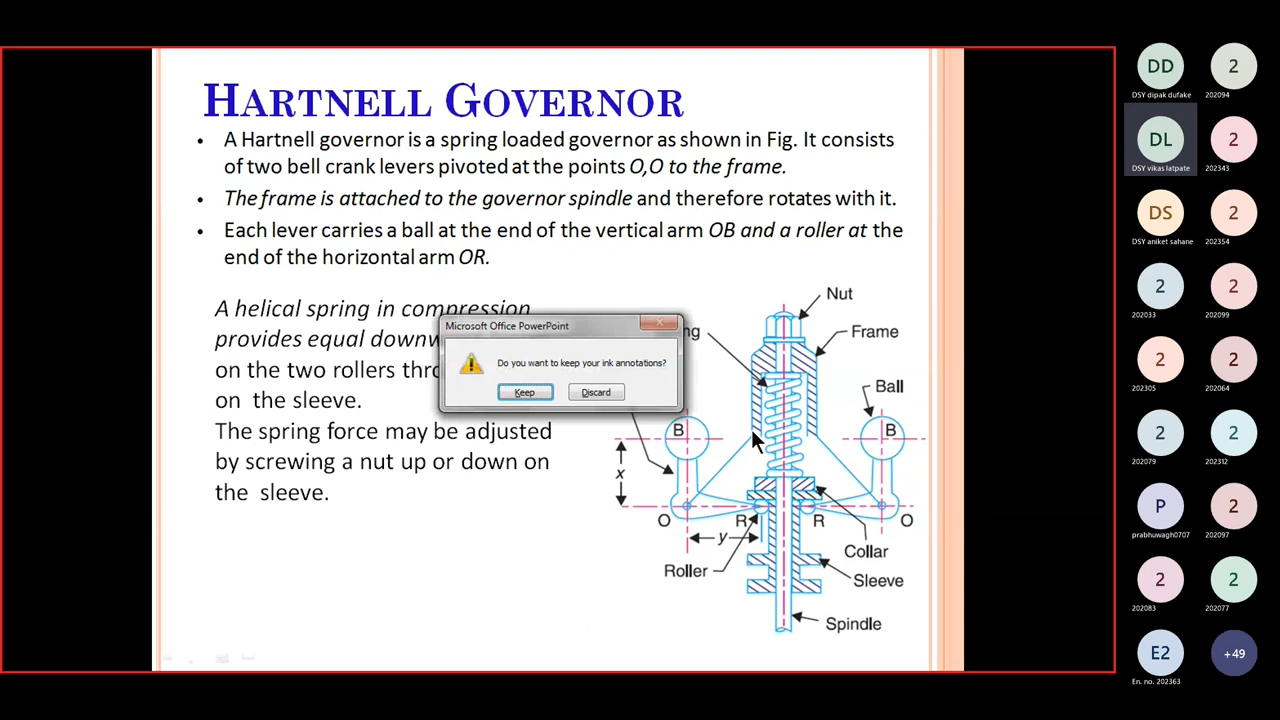 HARTNELL GOVERNOR
• A Hartnell governor is a spring loaded governor as shown in Fig. It consists
of two bell crank levers pivoted at the points O,O to the frame.
• The frame is attached to the governor spindle and therefore rotates with it.
• Each lever carries a ball at the end of the vertical arm OB and a roller at the
end of the horizontal arm OR.
A helical spring in compression
provides equal downw
on the two rollers thr
on the sleeve.
The spring force may be adjusted
by screwing a nut up or down on
the sleeve.
Microsoft Office PowerPoint
Do you want to keep your ink annotations?
Keep
Discard
Nut
ng
Frame
Ball
B
B
x
O
R
R
O
y
Collar
Roller
Sleeve
Spindle
DD
DSY dipak dufake
2
202094
DL
DSY vikas latpate
2
202343
DS
DSY aniket sahane
2
202354
2
202033
2
202099
2
202305
2
202064
2
202079
2
202312
P
prabhuwagh0707
2
202097
2
202083
2
202077
E2
En. no. 202363
+49